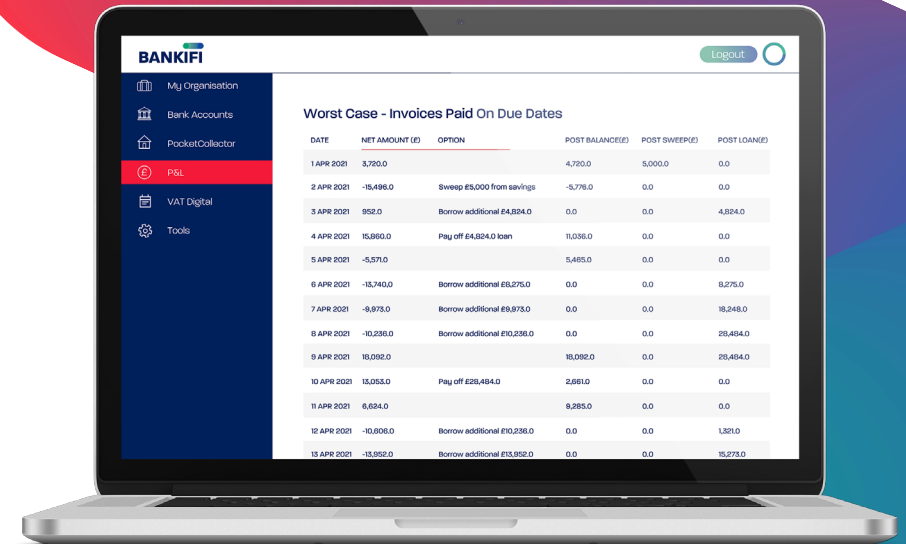 BANKIFI
Logout
My Organisation
Bank Accounts
PocketCollector
P&L
VAT Digital
Tools
Worst Case - Invoices Paid On Due Dates
DATE NET AMOUNT (£) OPTION POST BALANCE(£) POST SWEEP(£) POST LOAN(£)
1 APR 2021 3,720.0 4,720.0 5,000.0 0.0
2 APR 2021 -15,496.0 Sweep £5,000 from savings -5,776.0 0.0 0.0
3 APR 2021 952.0 Borrow additional £4,824.0 0.0 0.0 4,824.0
4 APR 2021 15,860.0 Pay off £4,824.0 loan 11,036.0 0.0 0.0
5 APR 2021 -5,571.0 5,465.0 0.0 0.0
6 APR 2021 -13,740,0 Borrow additional £8,275.0 0.0 0.0 8,275.0
7 APR 2021 -9,973.0 Borrow additional £9,973.0 0.0 0.0 18,248.0
8 APR 2021 -10,236.0 Borrow additional £10,236.0 0.0 0.0 28,484.0
9 APR 2021 18,092.0 18,092.0 0.0 28,484.0
10 APR 2021 13,053.0 Pay off £28,484.0 2,661.0 0.0 0.0
11 APR 2021 6,624.0 9,285.0 0.0 0.0
12 APR 2021 -10,606.0 Borrow additional £10,236.0 0.0 0.0 1,321.0
13 APR 2021 -13,952.0 Borrow additional £13,952.0 0.0 0.0 15,273.0